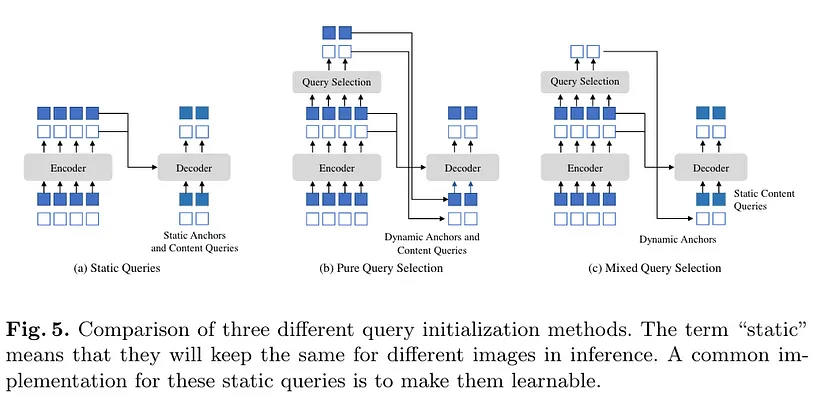 Query Selection
Query Selection
Encoder
Decoder
Encoder
Decoder
Encoder
Decoder
Static Anchors
and Content Queries
Dynamic Anchors and
Content Queries
Static Content
Queries
Dynamic Anchors
(a) Static Queries
(b) Pure Query Selection
(c) Mixed Query Selection
Fig. 5. Comparison of three different query initialization methods. The term “static”
means that they will keep the same for different images in inference. A common im-
plementation for these static queries is to make them learnable.